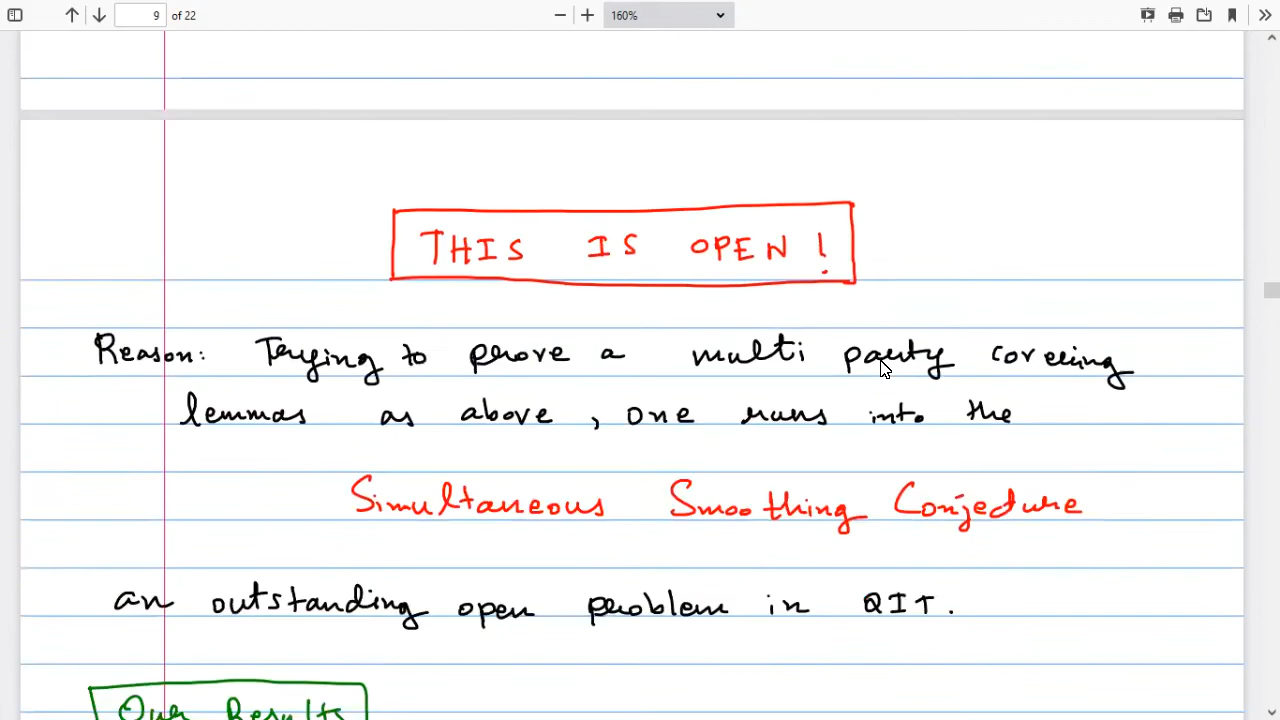 9 of 22
160%
THIS IS OPEN!
Reason: Trying to prove a multi party covering
lemmas as above, one runs into the
Simultaneous Smoothing Conjecture
an outstanding open problem in QIT.
Our Results